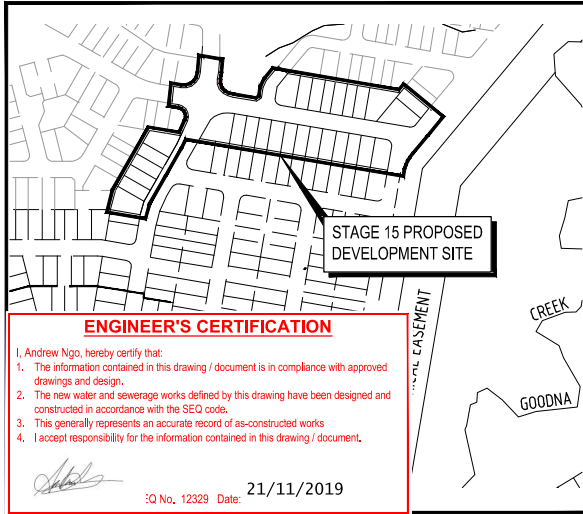 STAGE 15 PROPOSED
DEVELOPMENT SITE
EASEMENT
CREEK
GOODNA
ENGINEER'S CERTIFICATION
I, Andrew Ngo, hereby certify that:
1. The information contained in this drawing / document is in compliance with approved
drawings and design.
2. The new water and sewerage works defined by this drawing have been designed and
constructed in accordance with the SEQ code.
3. This generally represents an accurate record of as-constructed works
4. I accept responsibility for the information contained in this drawing / document.
EQ No. 12329 Date: 21/11/2019